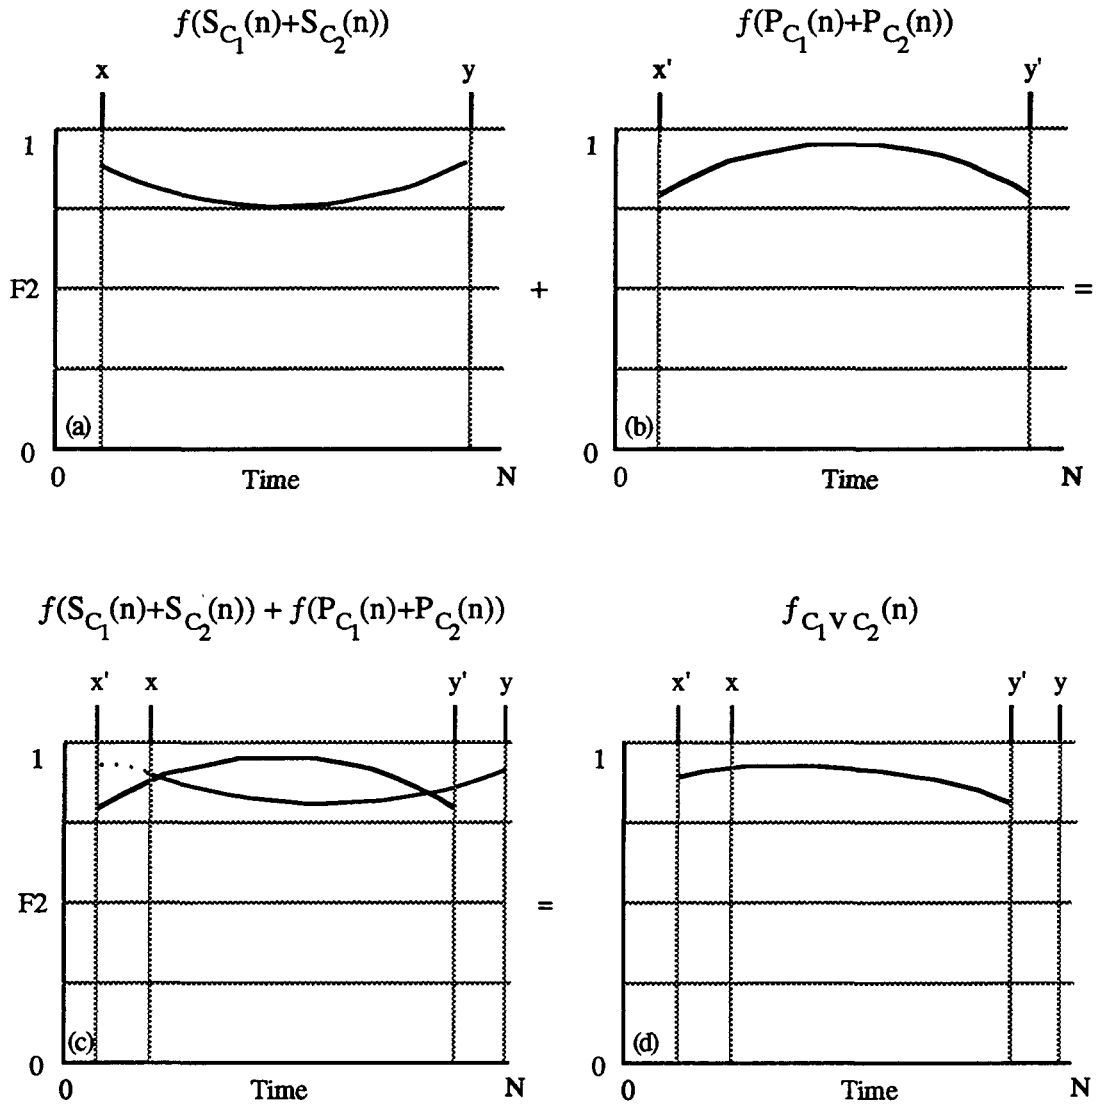 f(S_C1(n)+S_C2(n))
f(P_C1(n)+P_C2(n))
x y
x' y'
1
1
F2
+
=
(a)
(b)
0
0
0 Time N
0 Time N
f(S_C1(n)+S_C2(n)) + f(P_C1(n)+P_C2(n))
f_C1 v C2(n)
x' x y' y
x' x y' y
1
1
F2
=
(c)
(d)
0
0
0 Time N
0 Time N